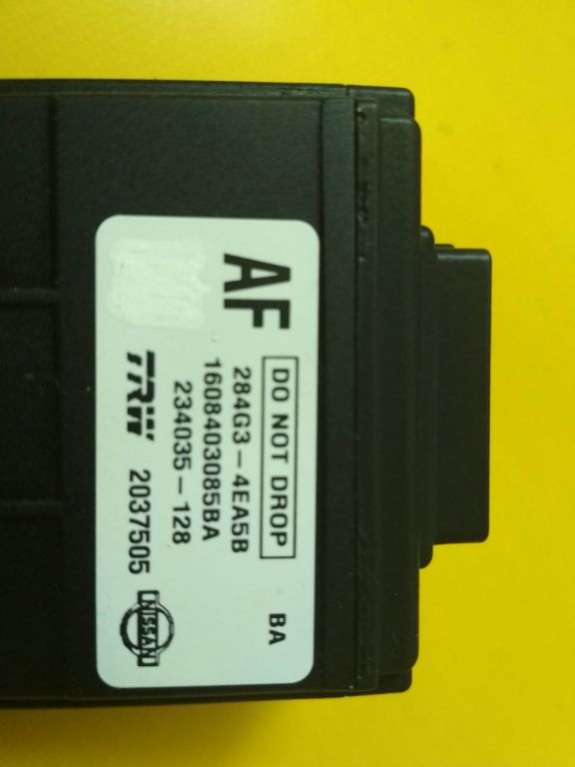 AF
DO NOT DROP
BA
284G3-4EA5B
1608403085BA
234035-128
TRW 2037505
NISSAN